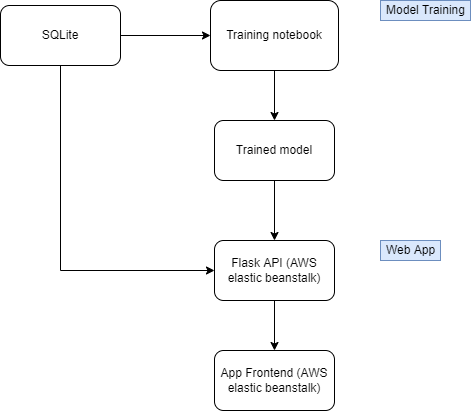 SQLite
Training notebook
Model Training
Trained model
Flask API (AWS
elastic beanstalk)
Web App
App Frontend (AWS
elastic beanstalk)